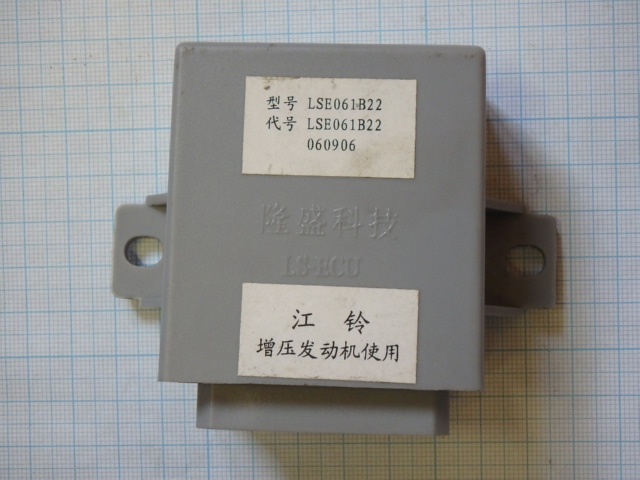 型号 LSE061B22
代号 LSE061B22
060906
隆盛科技
LS-ECU
江 铃
增压发动机使用